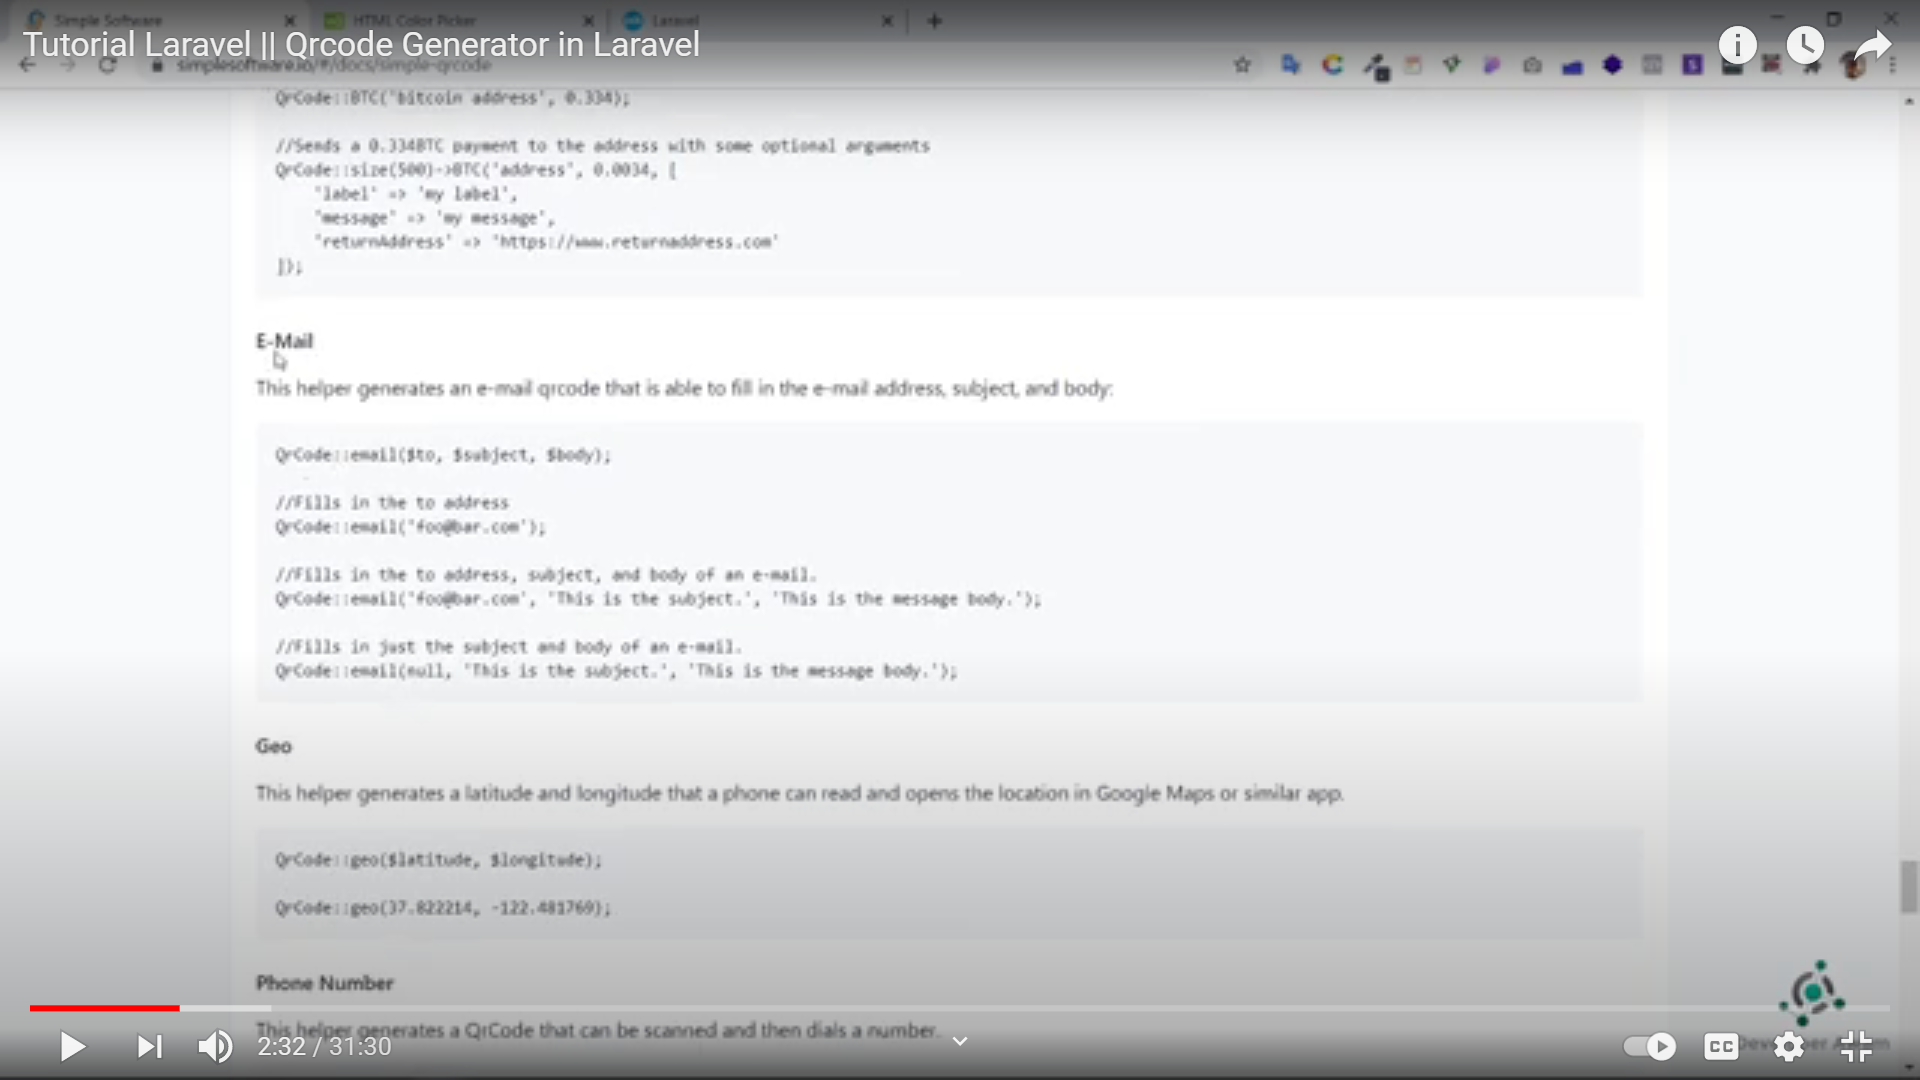 Simple Software
HTML Color Picker
Laravel
Tutorial Laravel || Qrcode Generator in Laravel
simplesoftware.io/#/docs/simple-qrcode
QrCode::BTC('bitcoin address', 0.334);
//Sends a 0.334BTC payment to the address with some optional arguments
QrCode::size(500)->BTC('address', 0.0034, [
'label' => 'my label',
'message' => 'my message',
'returnAddress' => 'https://www.returnaddress.com'
]);
E-Mail
This helper generates an e-mail qrcode that is able to fill in the e-mail address, subject, and body:
QrCode::email($to, $subject, $body);
//Fills in the to address
QrCode::email('foo@bar.com');
//Fills in the to address, subject, and body of an e-mail.
QrCode::email('foo@bar.com', 'This is the subject.', 'This is the message body.');
//Fills in just the subject and body of an e-mail.
QrCode::email(null, 'This is the subject.', 'This is the message body.');
Geo
This helper generates a latitude and longitude that a phone can read and opens the location in Google Maps or similar app.
QrCode::geo($latitude, $longitude);
QrCode::geo(37.822214, -122.481769);
Phone Number
This helper generates a QrCode that can be scanned and then dials a number.
2:32 / 31:30
CC